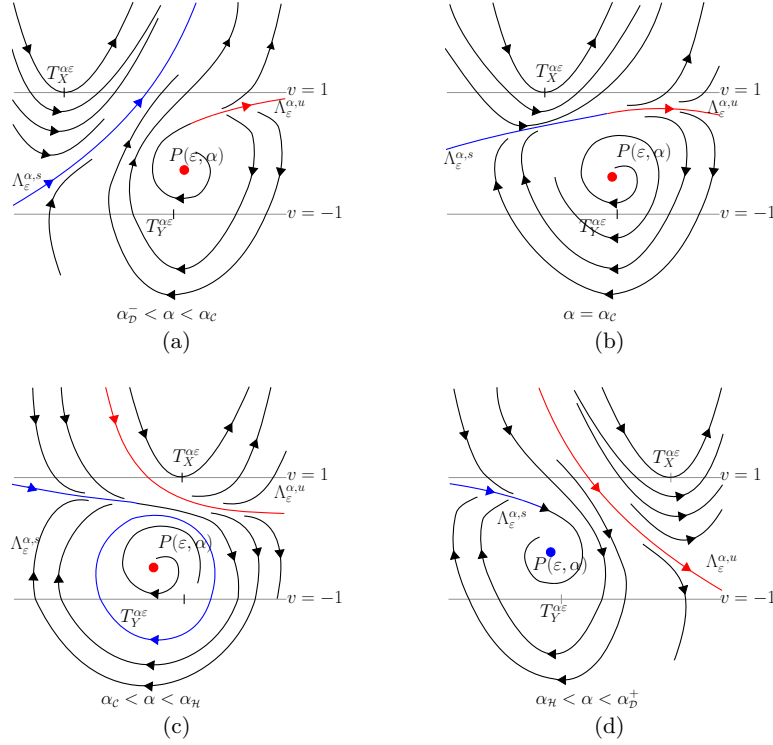 T_X^{αε} v = 1
Λ_ε^{α,u}
P(ε, α)
Λ_ε^{α,s}
T_Y^{αε} v = −1
α_𝒟^− < α < α_𝒞
(a)
T_X^{αε} v = 1
Λ_ε^{α,u}
Λ_ε^{α,s} P(ε, α)
T_Y^{αε} v = −1
α = α_𝒞
(b)
T_X^{αε} v = 1
Λ_ε^{α,u}
Λ_ε^{α,s} P(ε, α)
T_Y^{αε} v = −1
α_𝒞 < α < α_ℋ
(c)
T_X^{αε} v = 1
Λ_ε^{α,s}
P(ε, α) Λ_ε^{α,u}
T_Y^{αε} v = −1
α_ℋ < α < α_𝒟^+
(d)